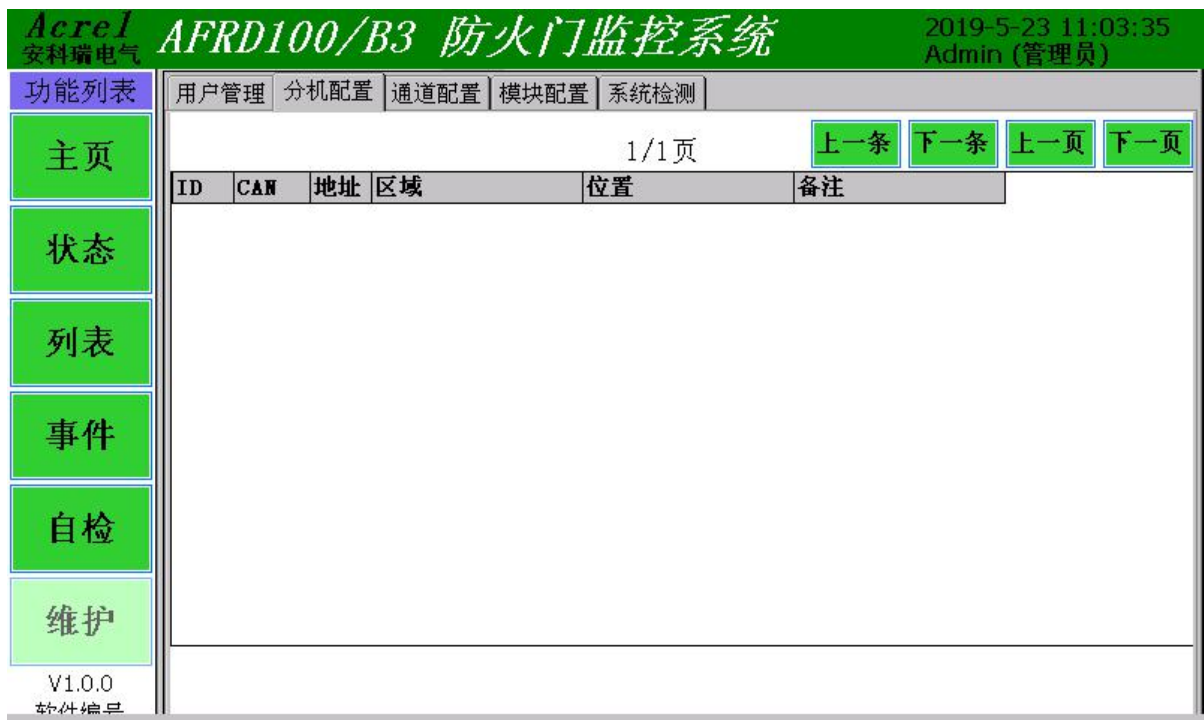 Acrel
安科瑞电气
AFRD100/B3 防火门监控系统
2019-5-23 11:03:35
Admin (管理员)
功能列表
用户管理 分机配置 通道配置 模块配置 系统检测
主页
状态
列表
事件
自检
维护
V1.0.0
软件编号
1/1页
上一条 下一条 上一页 下一页
ID CAN 地址 区域 位置 备注